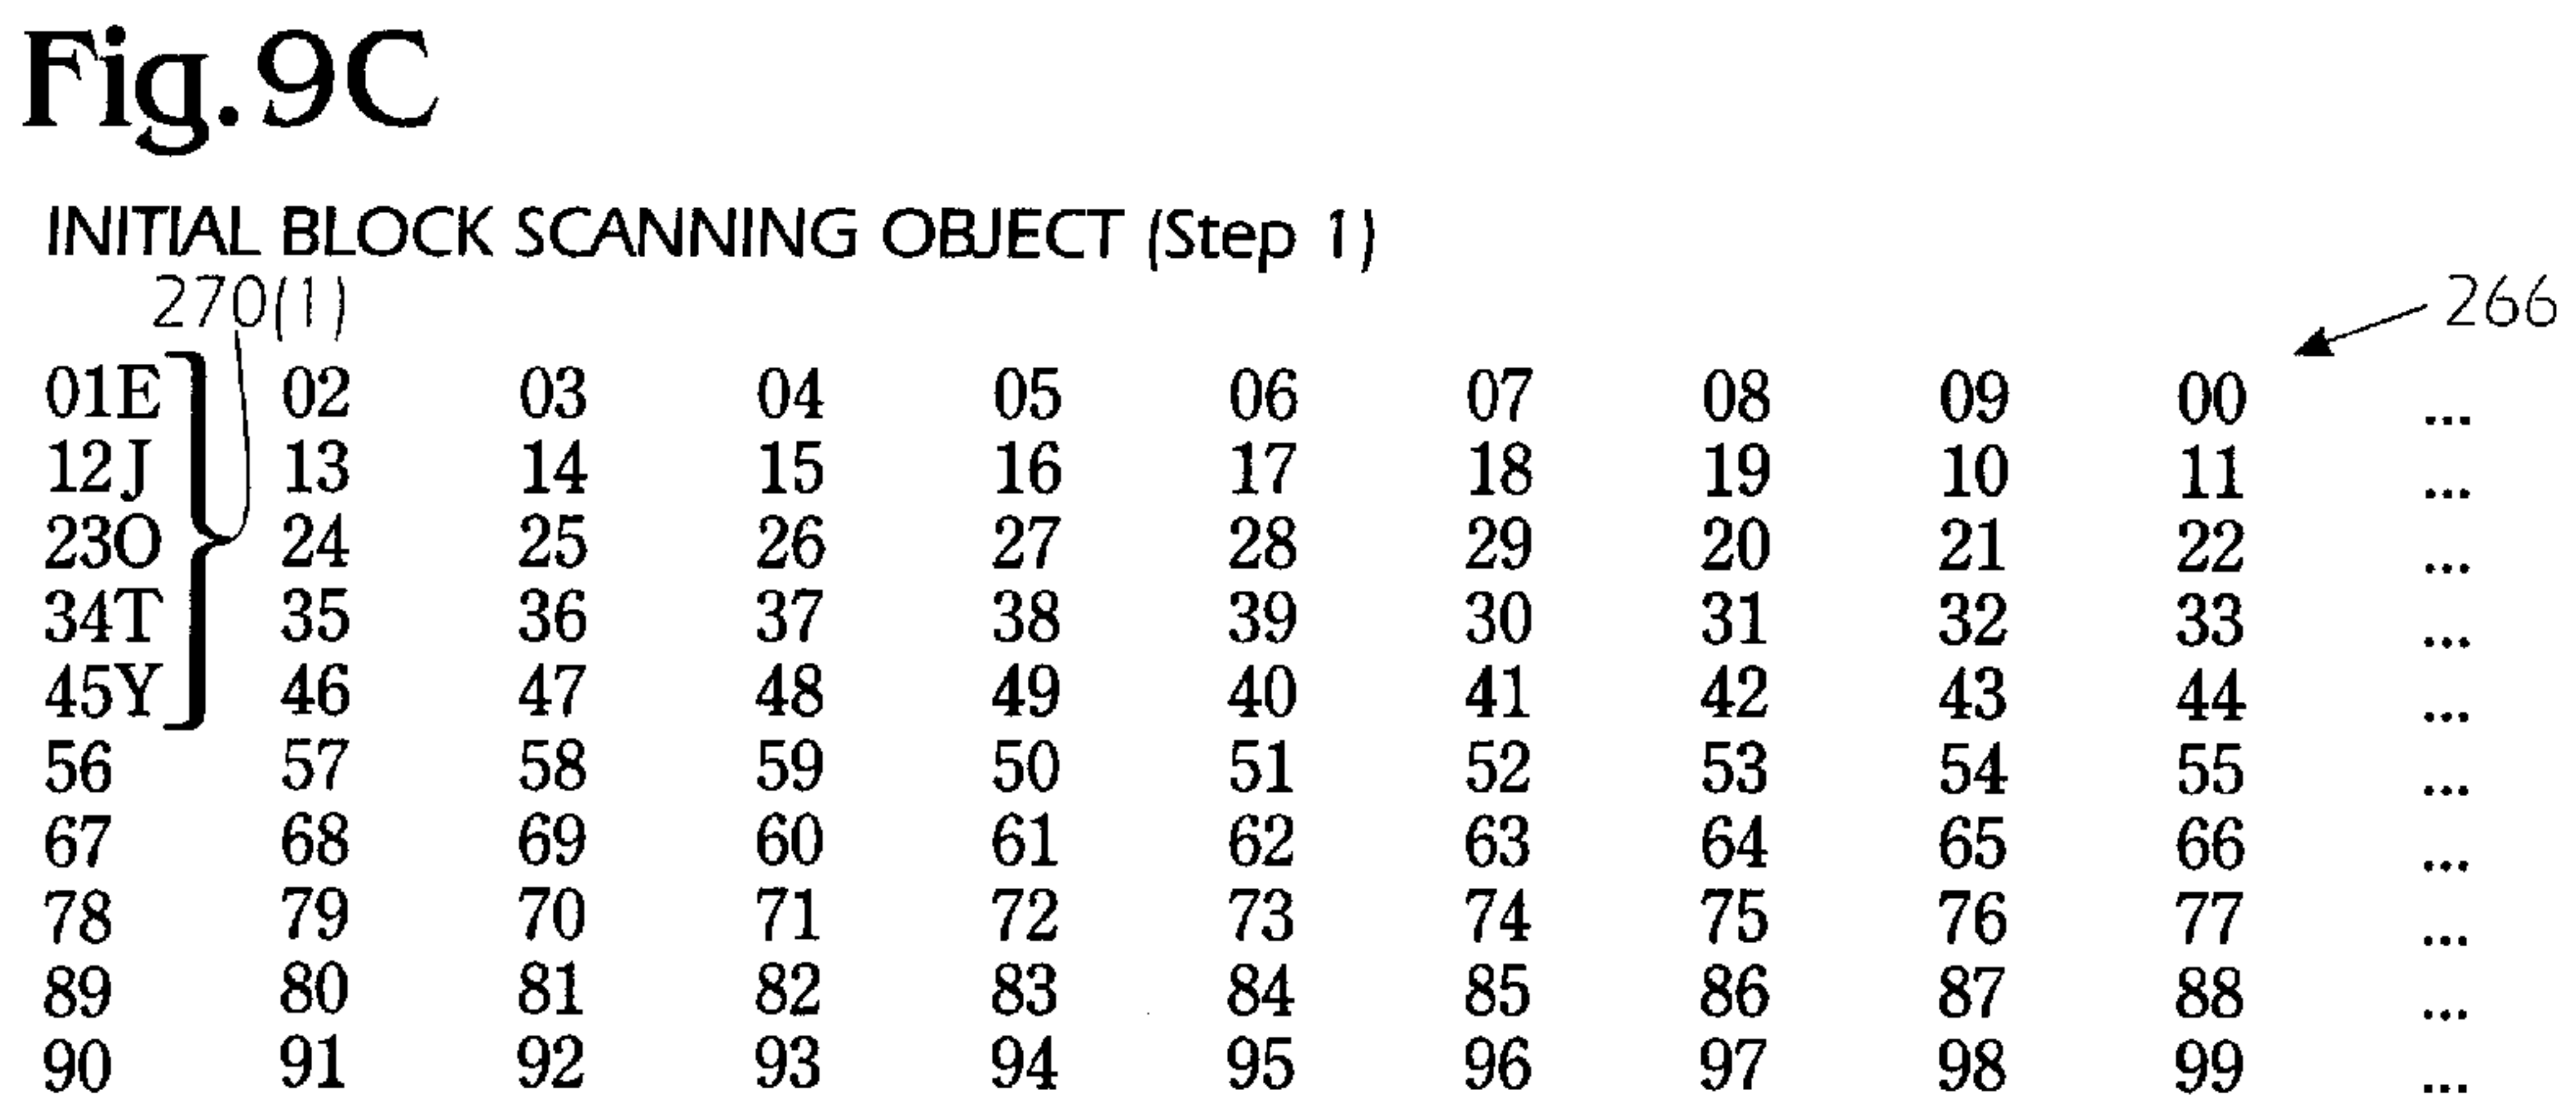 Fig.9C
INITIAL BLOCK SCANNING OBJECT (Step 1)
270(1)
266
01E 02 03 04 05 06 07 08 09 00 ...
12J 13 14 15 16 17 18 19 10 11 ...
23O 24 25 26 27 28 29 20 21 22 ...
34T 35 36 37 38 39 30 31 32 33 ...
45Y 46 47 48 49 40 41 42 43 44 ...
56 57 58 59 50 51 52 53 54 55 ...
67 68 69 60 61 62 63 64 65 66 ...
78 79 70 71 72 73 74 75 76 77 ...
89 80 81 82 83 84 85 86 87 88 ...
90 91 92 93 94 95 96 97 98 99 ...